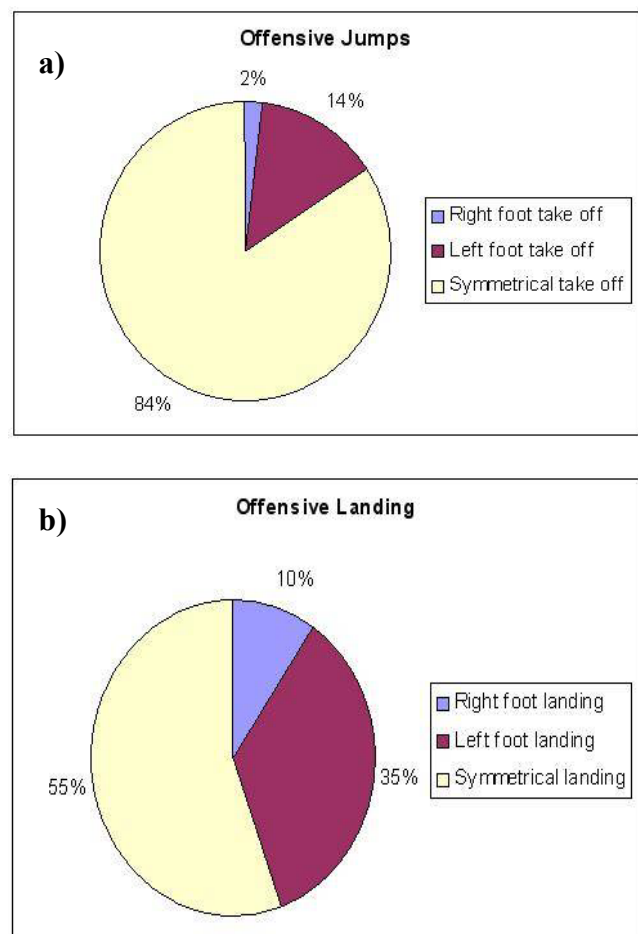 Offensive Jumps
a)
2%
14%
Right foot take off
Left foot take off
Symmetrical take off
84%
Offensive Landing
b)
10%
Right foot landing
Left foot landing
Symmetrical landing
55%
35%